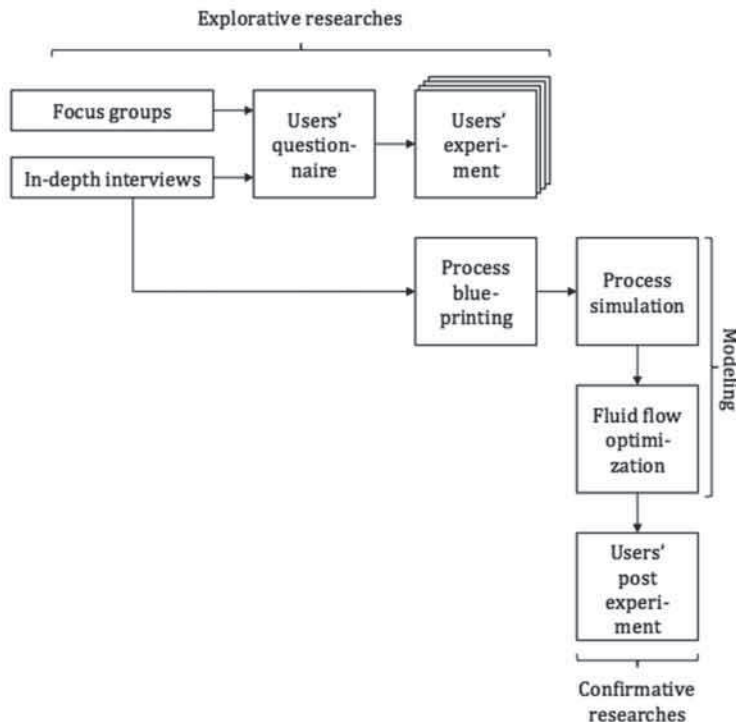 Explorative researches
Focus groups
In-depth interviews
Users'
question-
naire
Users'
experi-
ment
Process
blue-
printing
Process
simulation
Modeling
Fluid flow
optimi-
zation
Users'
post
experi-
ment
Confirmative
researches